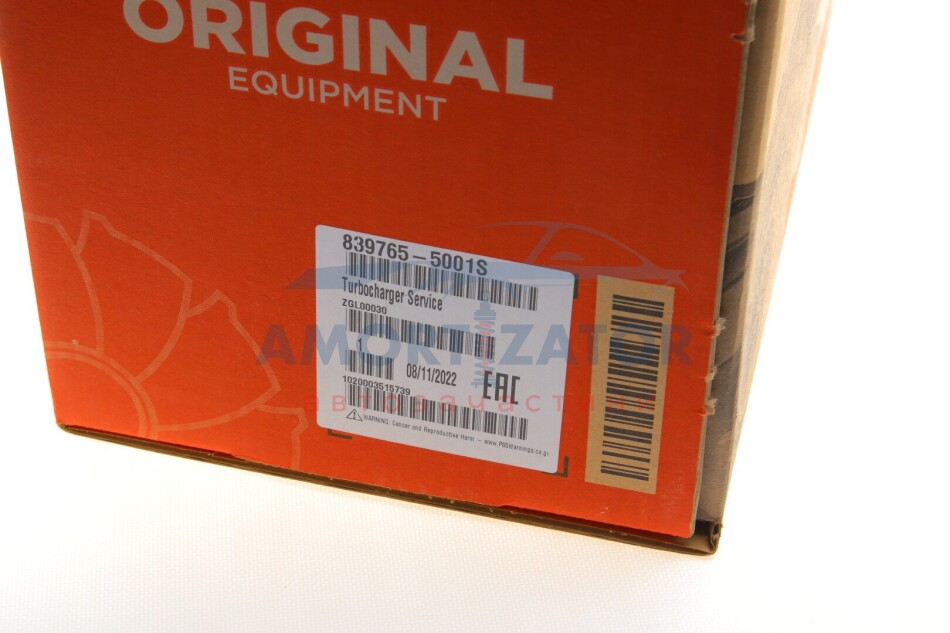 ORIGINAL
EQUIPMENT
839765-5001S
Turbocharger Service
ZGL00030
AMORTIZATOR
1
08/11/2022
EAC
1020003515739
автозапчастини
WARNING: Cancer and Reproductive Harm - www.P65Warnings.ca.gov